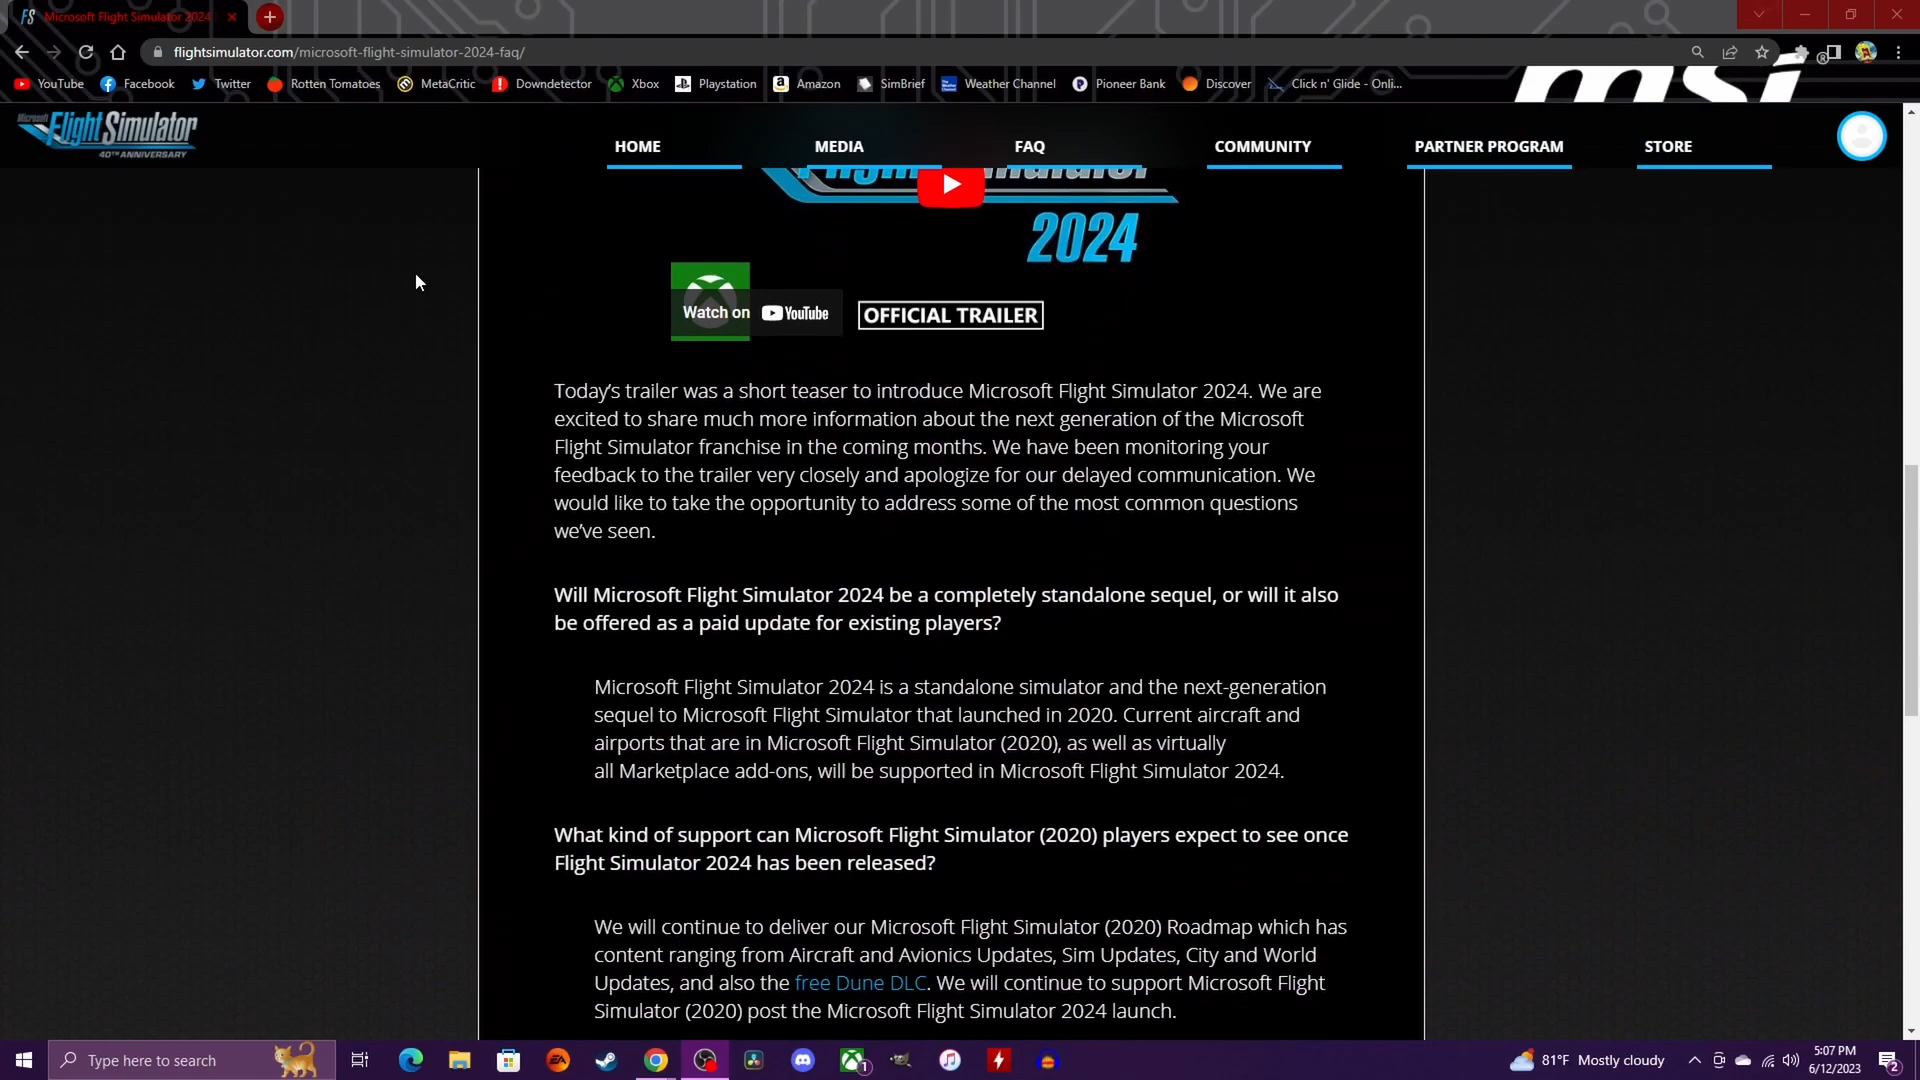 Microsoft Flight Simulator 2024
flightsimulator.com/microsoft-flight-simulator-2024-faq/
YouTube Facebook Twitter Rotten Tomatoes MetaCritic Downdetector Xbox Playstation Amazon SimBrief Weather Channel Pioneer Bank Discover Click n' Glide - Onli...
msi
Microsoft
Flight Simulator
40TH ANNIVERSARY
HOME MEDIA FAQ COMMUNITY PARTNER PROGRAM STORE
Flight Simulator
2024
Watch on YouTube
OFFICIAL TRAILER
Today's trailer was a short teaser to introduce Microsoft Flight Simulator 2024. We are
excited to share much more information about the next generation of the Microsoft
Flight Simulator franchise in the coming months. We have been monitoring your
feedback to the trailer very closely and apologize for our delayed communication. We
would like to take the opportunity to address some of the most common questions
we've seen.
Will Microsoft Flight Simulator 2024 be a completely standalone sequel, or will it also
be offered as a paid update for existing players?
Microsoft Flight Simulator 2024 is a standalone simulator and the next-generation
sequel to Microsoft Flight Simulator that launched in 2020. Current aircraft and
airports that are in Microsoft Flight Simulator (2020), as well as virtually
all Marketplace add-ons, will be supported in Microsoft Flight Simulator 2024.
What kind of support can Microsoft Flight Simulator (2020) players expect to see once
Flight Simulator 2024 has been released?
We will continue to deliver our Microsoft Flight Simulator (2020) Roadmap which has
content ranging from Aircraft and Avionics Updates, Sim Updates, City and World
Updates, and also the free Dune DLC. We will continue to support Microsoft Flight
Simulator (2020) post the Microsoft Flight Simulator 2024 launch.
Type here to search
81°F Mostly cloudy
5:07 PM
6/12/2023